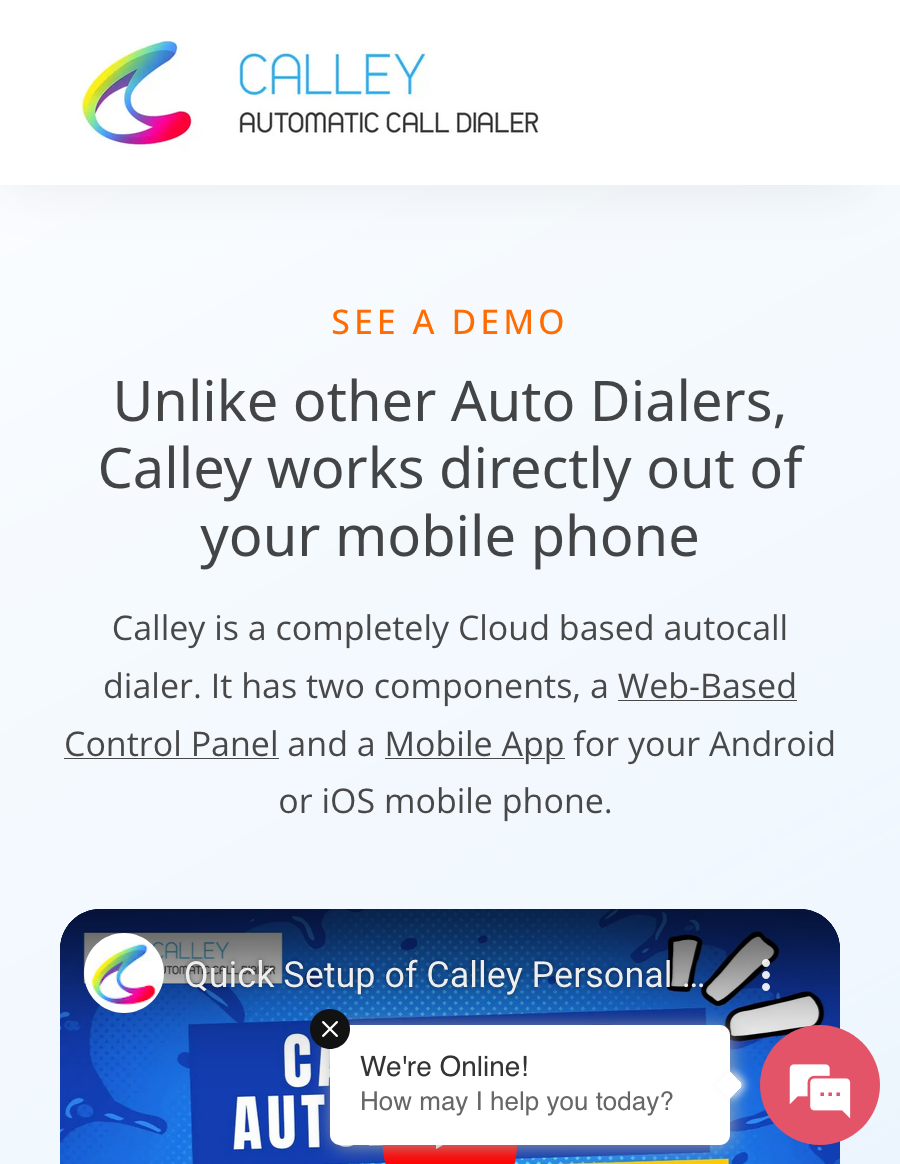 CALLEY
AUTOMATIC CALL DIALER
SEE A DEMO
Unlike other Auto Dialers,
Calley works directly out of
your mobile phone
Calley is a completely Cloud based autocall
dialer. It has two components, a Web-Based
Control Panel and a Mobile App for your Android
or iOS mobile phone.
CALLEY
Quick Setup of Calley Personal ...
We're Online!
How may I help you today?